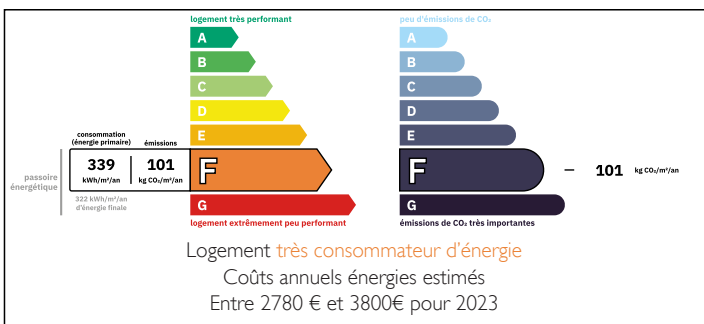 logement très performant
A
B
C
D
E
consommation
(énergie primaire)
émissions
339
kWh/m²/an
101
kg CO₂/m²/an
F
passoire
énergétique
322 kWh/m²/an
d'énergie finale
G
logement extrêmement peu performant
peu d'émissions de CO₂
A
B
C
D
E
F
101 kg CO₂/m²/an
G
émissions de CO₂ très importantes
Logement très consommateur d'énergie
Coûts annuels énergies estimés
Entre 2780 € et 3800€ pour 2023